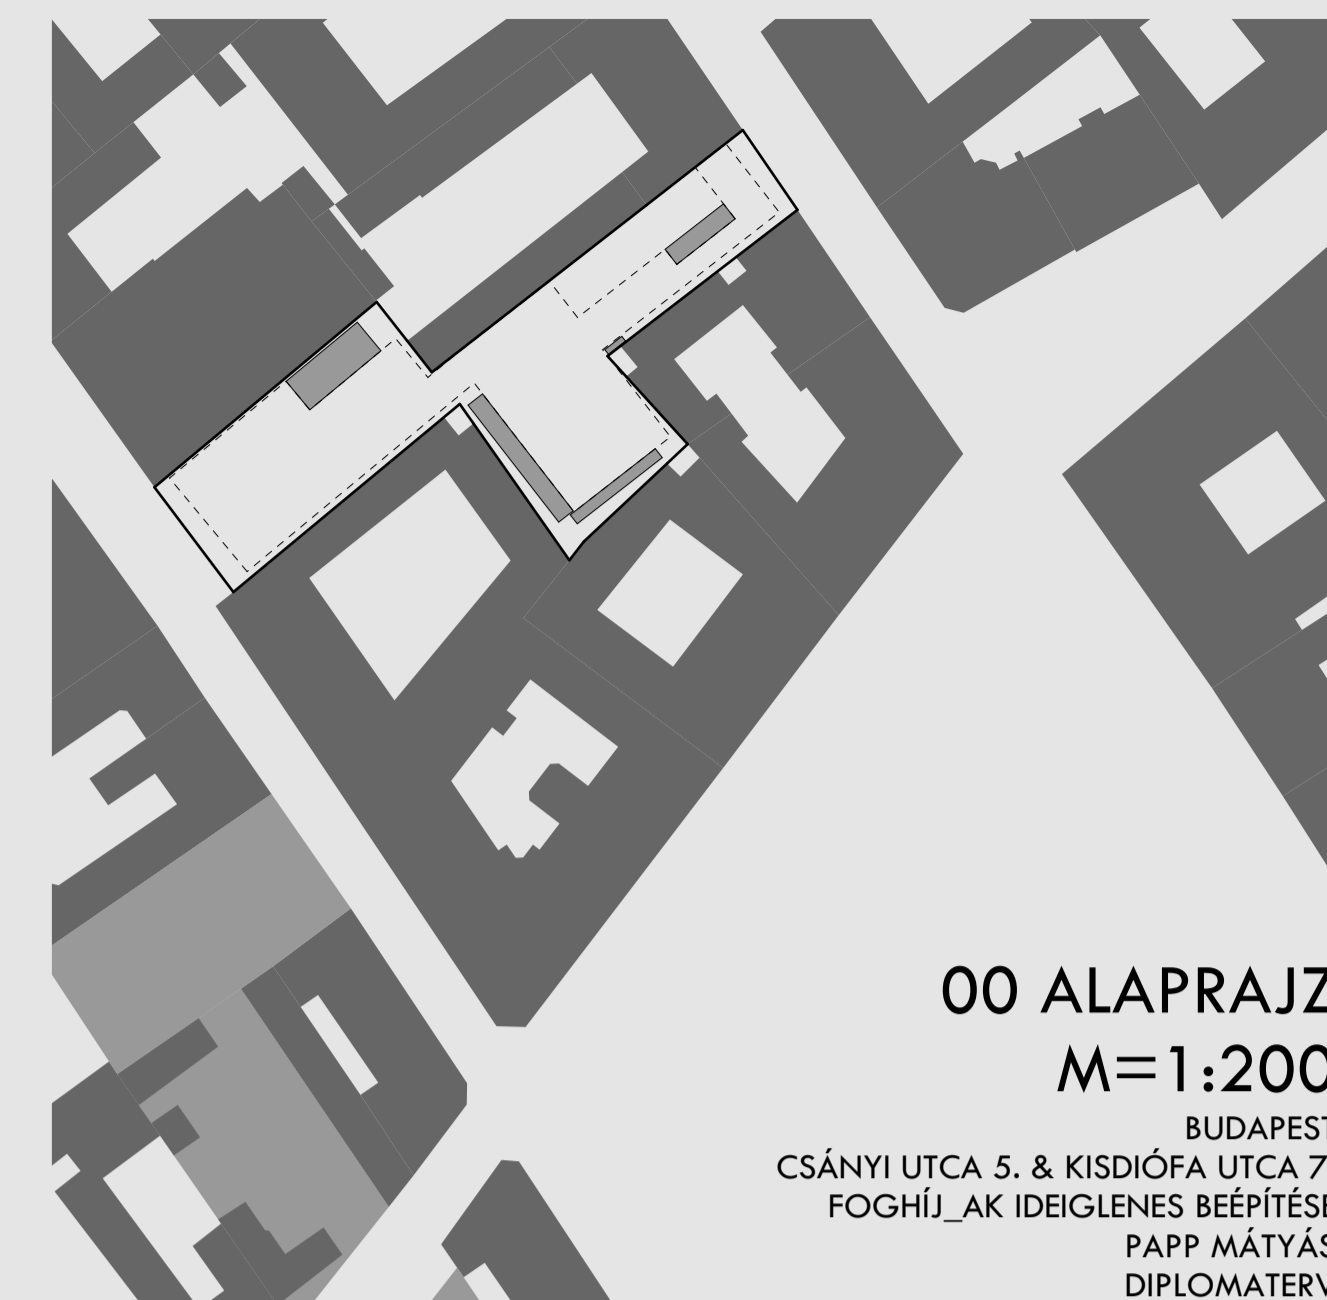 00 ALAPRAJZ
M=1:200
BUDAPEST
CSÁNYI UTCA 5. & KISDIÓFA UTCA 7
FOGHÍJ_AK IDEIGLENES BEÉPÍTÉSE
PAPP MÁTYÁS
DIPLOMATERV